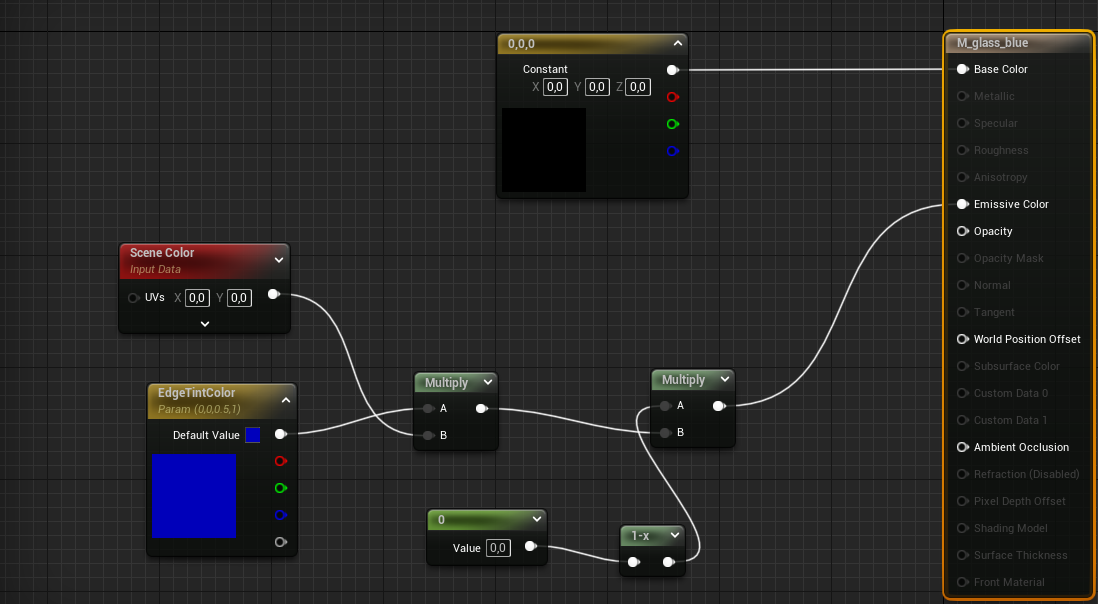 0,0,0
Constant
X 0,0 Y 0,0 Z 0,0
M_glass_blue
Base Color
Metallic
Specular
Roughness
Anisotropy
Emissive Color
Opacity
Opacity Mask
Normal
Tangent
World Position Offset
Subsurface Color
Custom Data 0
Custom Data 1
Ambient Occlusion
Refraction (Disabled)
Pixel Depth Offset
Shading Model
Surface Thickness
Front Material
Scene Color
Input Data
UVs X 0,0 Y 0,0
EdgeTintColor
Param (0,0,0.5,1)
Default Value
Multiply
A
B
Multiply
A
B
0
Value 0,0
1-x